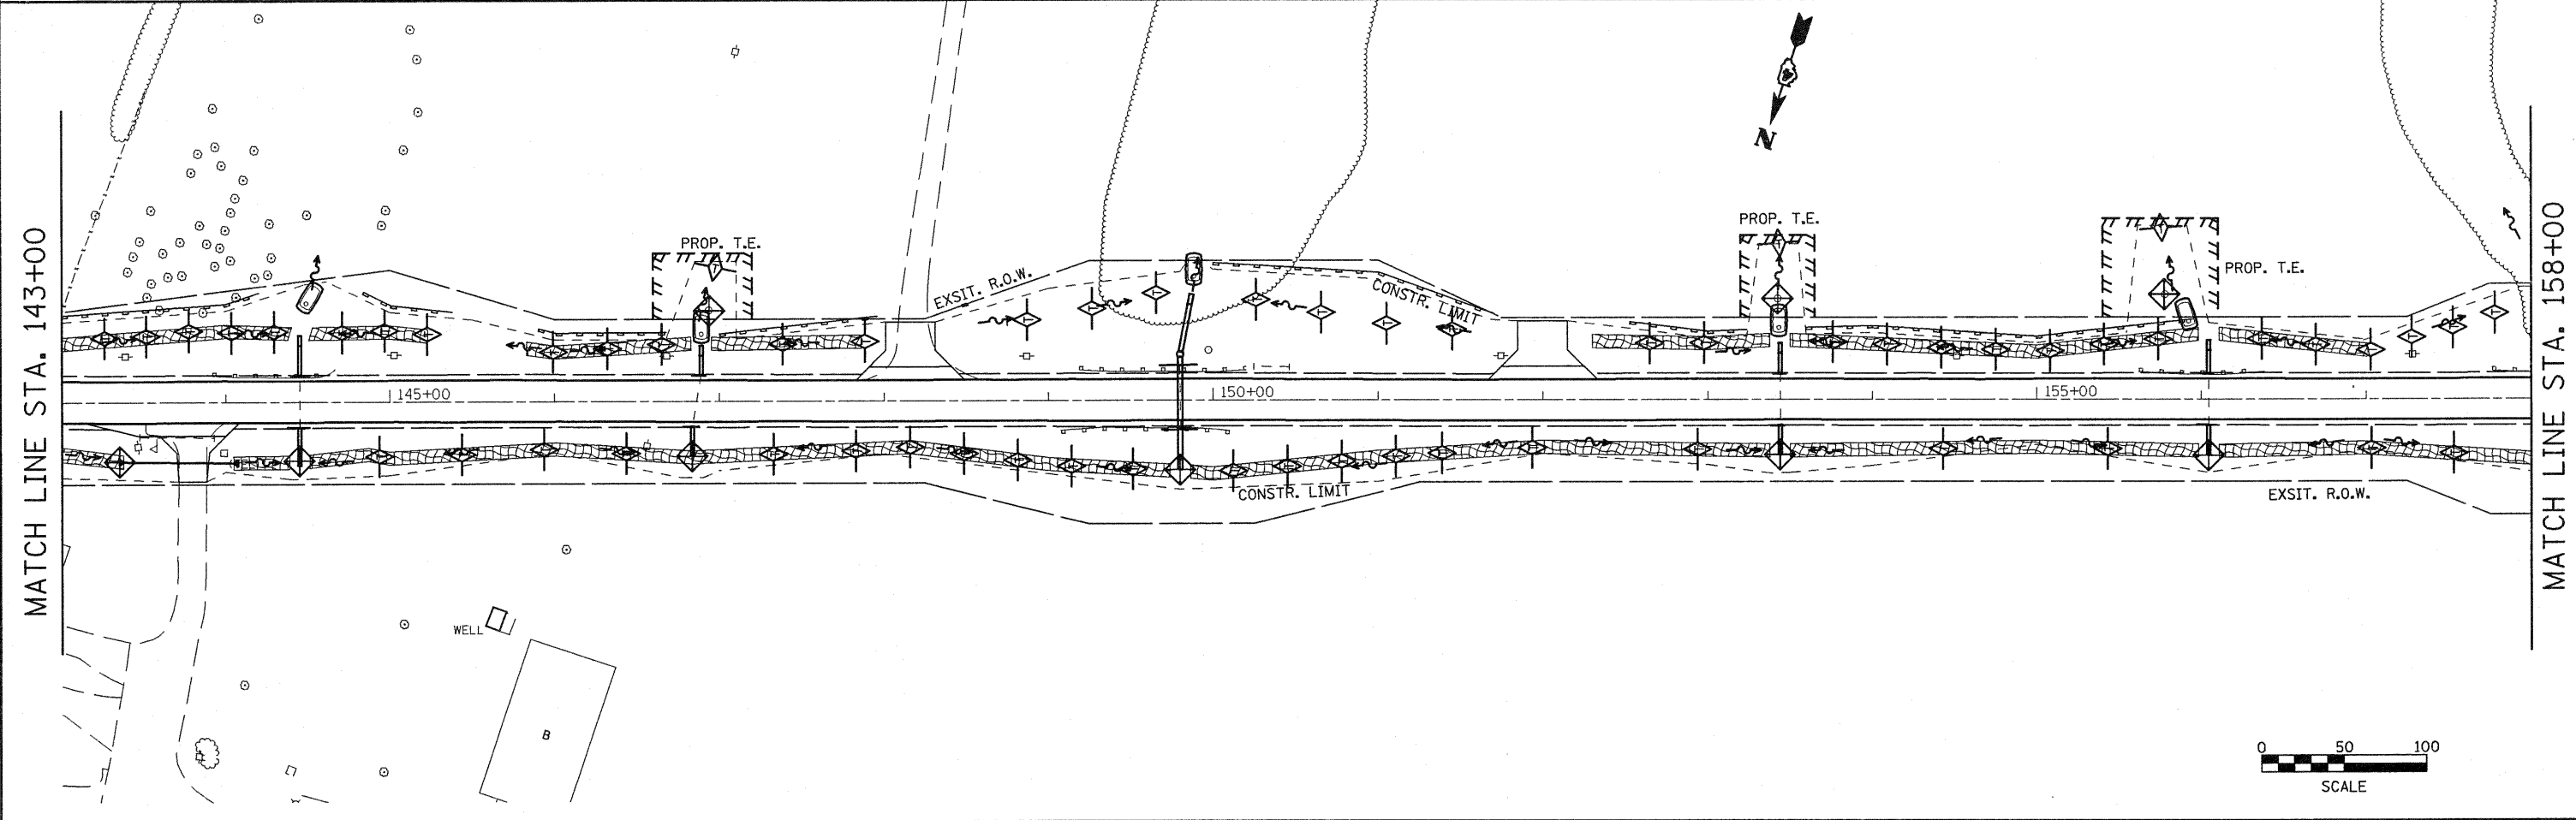 MATCH LINE STA. 143+00
N
PROP. T.E.
PROP. T.E.
PROP. T.E.
EXSIT. R.O.W.
CONSTR. LIMIT
145+00
150+00
155+00
CONSTR. LIMIT
EXSIT. R.O.W.
WELL
B
0 50 100
SCALE
MATCH LINE STA. 158+00